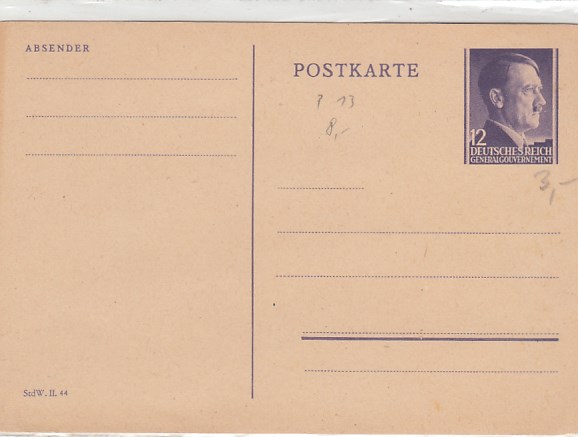 ABSENDER
POSTKARTE
P 13
8,-
12
DEUTSCHES REICH
GENERALGOUVERNEMENT
3,-
StdW. II. 44